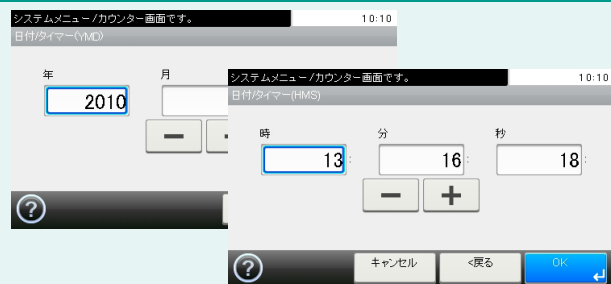 システムメニュー/カウンター画面です。 10:10
日付/タイマー(YMD)
年 月
2010
?
システムメニュー/カウンター画面です。 10:10
日付/タイマー(HMS)
時 分 秒
13 : 16 : 18 :
− +
? キャンセル <戻る OK